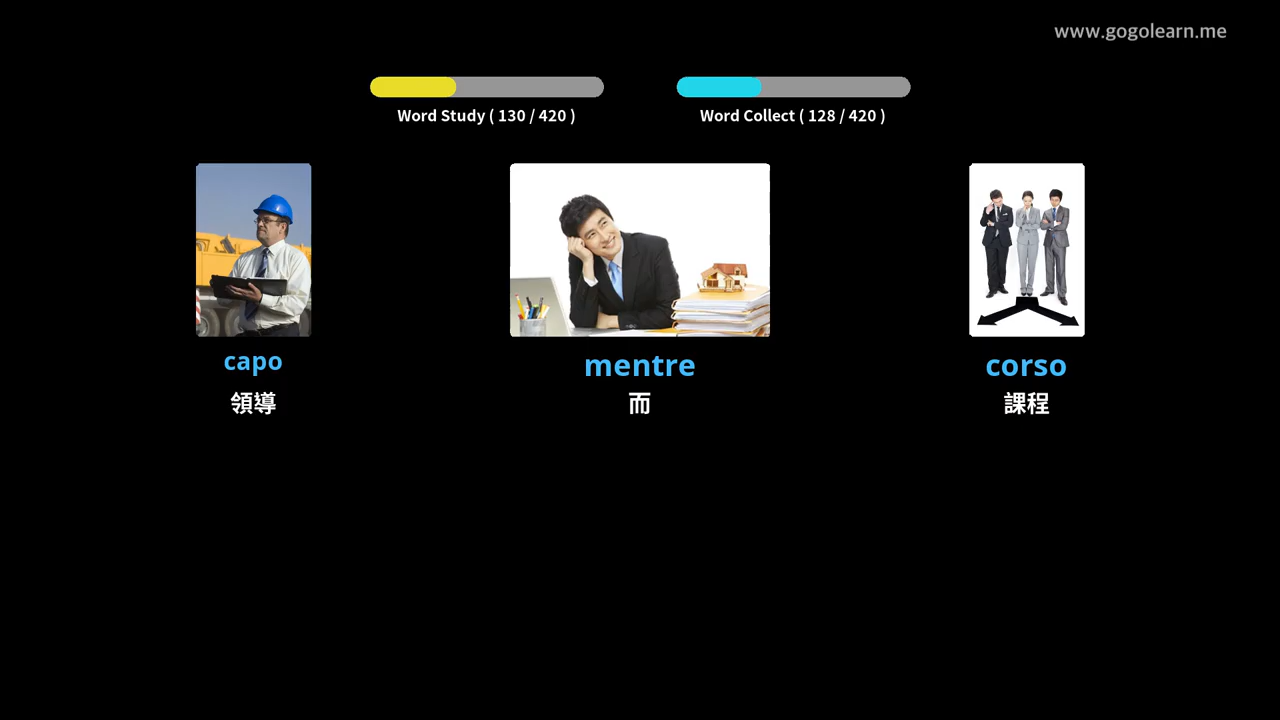 www.gogolearn.me
Word Study ( 130 / 420 )
Word Collect ( 128 / 420 )
capo
mentre
corso
領導
而
課程